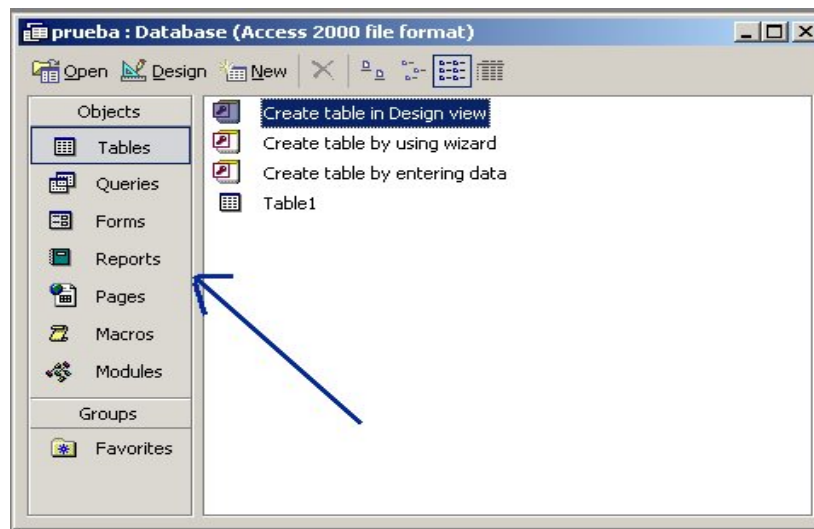 prueba : Database (Access 2000 file format)
Open Design New
Objects
Tables
Queries
Forms
Reports
Pages
Macros
Modules
Groups
Favorites
Create table in Design view
Create table by using wizard
Create table by entering data
Table1